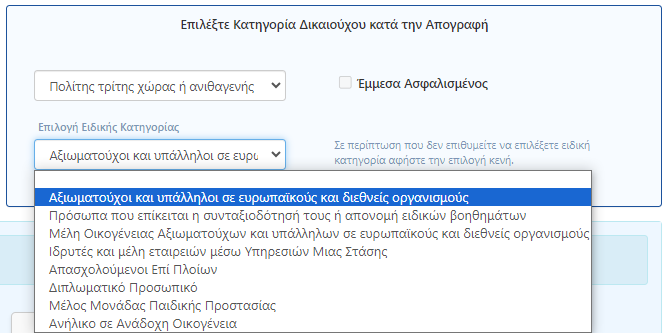 Επιλέξτε Κατηγορία Δικαιούχου κατά την Απογραφή
Πολίτης τρίτης χώρας ή ανιθαγενής
Έμμεσα Ασφαλισμένος
Επιλογή Ειδικής Κατηγορίας
Αξιωματούχοι και υπάλληλοι σε ευρω
Σε περίπτωση που δεν επιθυμείτε να επιλέξετε ειδική
κατηγορία αφήστε την επιλογή κενή.
Αξιωματούχοι και υπάλληλοι σε ευρωπαϊκούς και διεθνείς οργανισμούς
Πρόσωπα που επίκειται η συνταξιοδότησή τους ή απονομή ειδικών βοηθημάτων
Μέλη Οικογένειας Αξιωματούχων και υπάλληλων σε ευρωπαϊκούς και διεθνείς οργανισμούς
Ιδρυτές και μέλη εταιρειών μέσω Υπηρεσιών Μιας Στάσης
Απασχολούμενοι Επί Πλοίων
Διπλωματικό Προσωπικό
Μέλος Μονάδας Παιδικής Προστασίας
Ανήλικο σε Ανάδοχη Οικογένεια